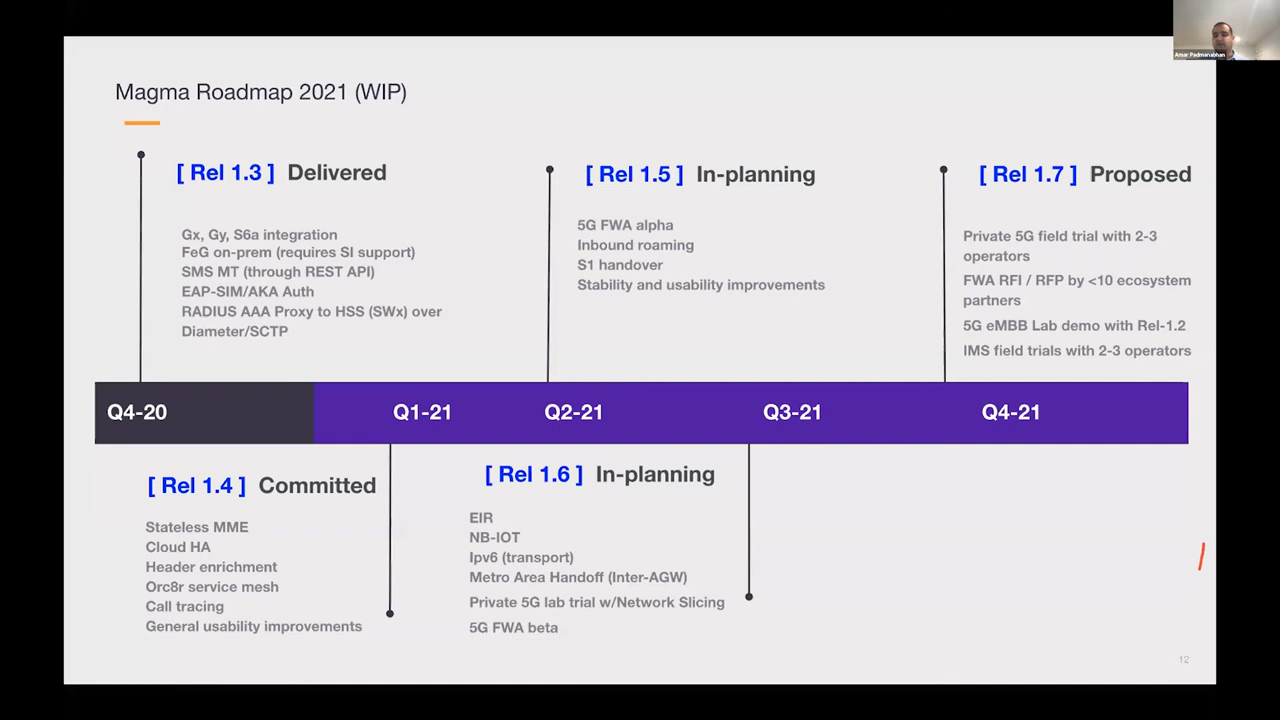 Amar Padmanabhan
Magma Roadmap 2021 (WIP)
[ Rel 1.3 ] Delivered
Gx, Gy, S6a integration
FeG on-prem (requires SI support)
SMS MT (through REST API)
EAP-SIM/AKA Auth
RADIUS AAA Proxy to HSS (SWx) over
Diameter/SCTP
[ Rel 1.5 ] In-planning
5G FWA alpha
Inbound roaming
S1 handover
Stability and usability improvements
[ Rel 1.7 ] Proposed
Private 5G field trial with 2-3
operators
FWA RFI / RFP by <10 ecosystem
partners
5G eMBB Lab demo with Rel-1.2
IMS field trials with 2-3 operators
Q4-20
Q1-21
Q2-21
Q3-21
Q4-21
[ Rel 1.4 ] Committed
Stateless MME
Cloud HA
Header enrichment
Orc8r service mesh
Call tracing
General usability improvements
[ Rel 1.6 ] In-planning
EIR
NB-IOT
Ipv6 (transport)
Metro Area Handoff (Inter-AGW)
Private 5G lab trial w/Network Slicing
5G FWA beta
12